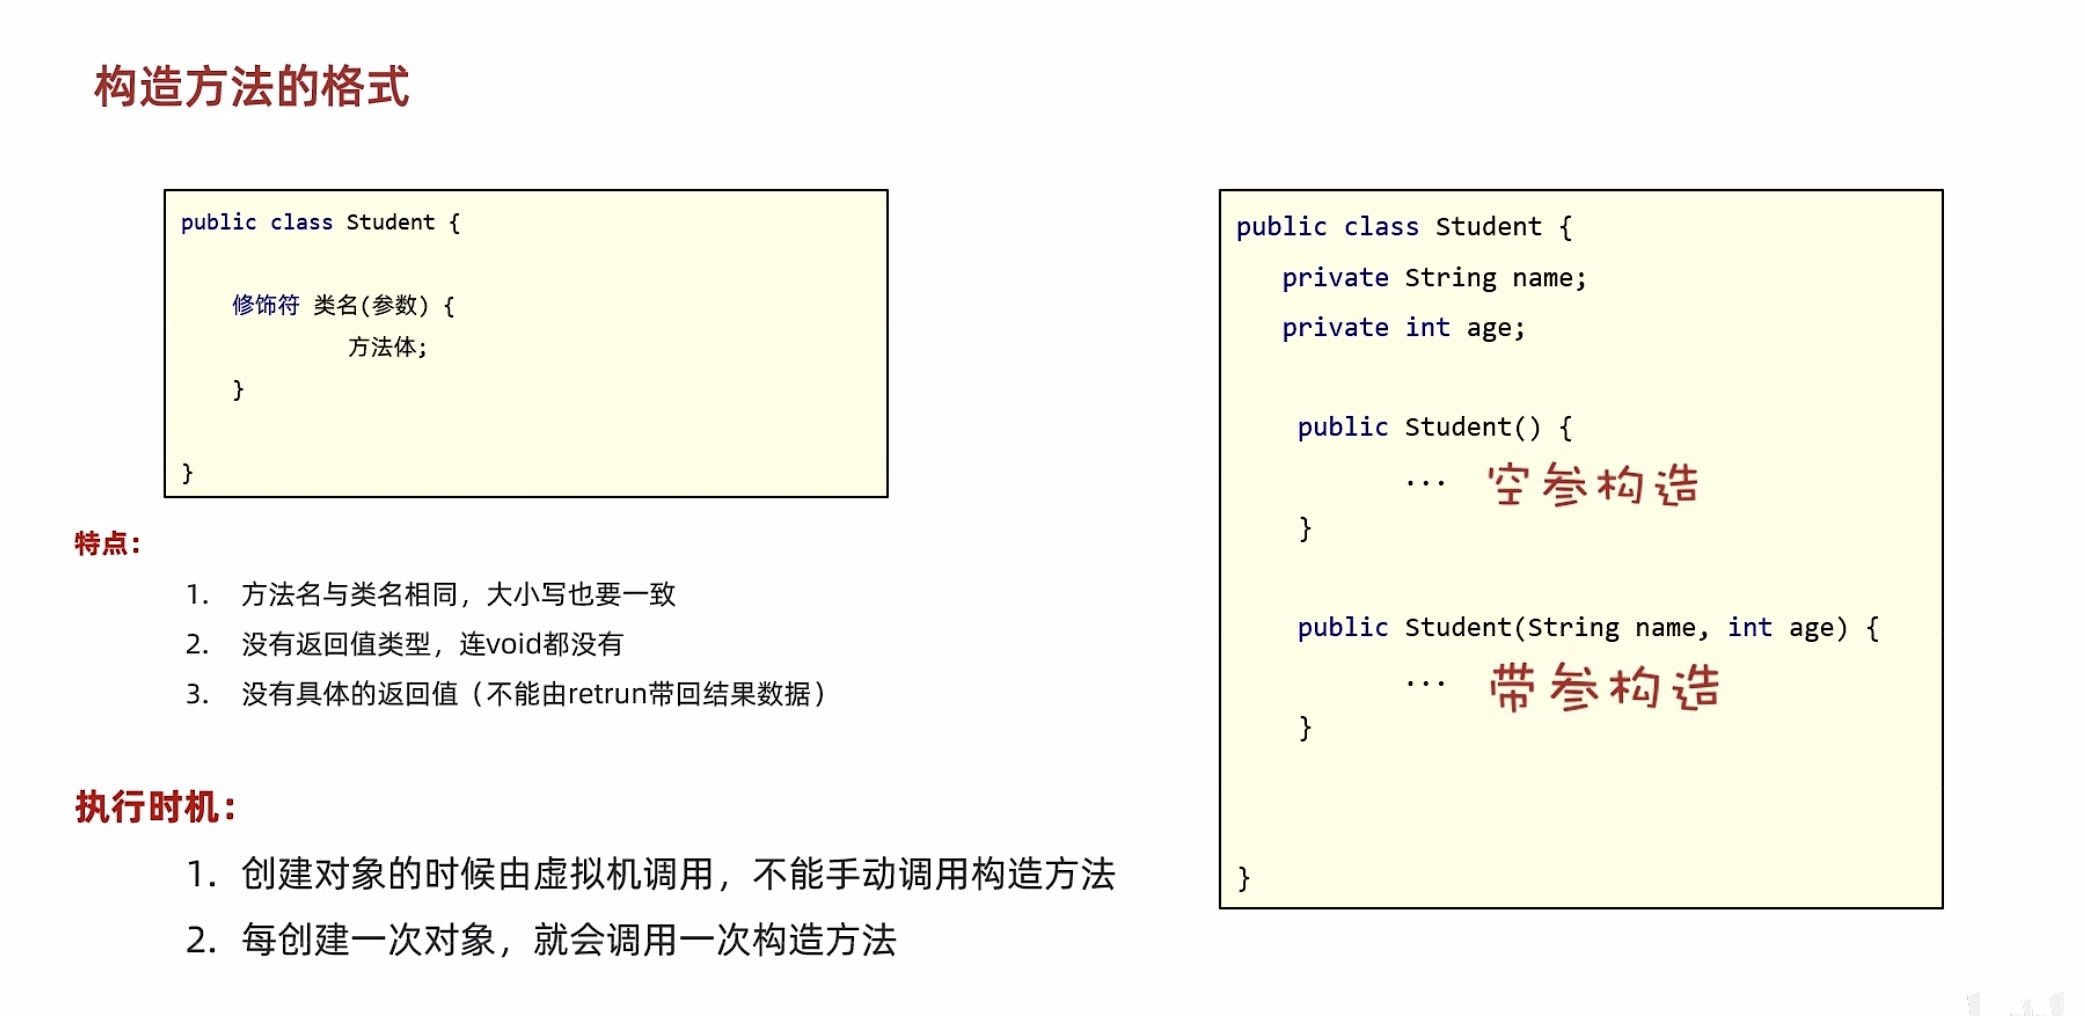 构造方法的格式
public class Student {
修饰符 类名(参数) {
方法体;
}
}
特点：
1. 方法名与类名相同，大小写也要一致
2. 没有返回值类型，连void都没有
3. 没有具体的返回值（不能由retrun带回结果数据）
执行时机：
1. 创建对象的时候由虚拟机调用，不能手动调用构造方法
2. 每创建一次对象，就会调用一次构造方法
public class Student {
private String name;
private int age;
public Student() {
... 空参构造
}
public Student(String name, int age) {
... 带参构造
}
}